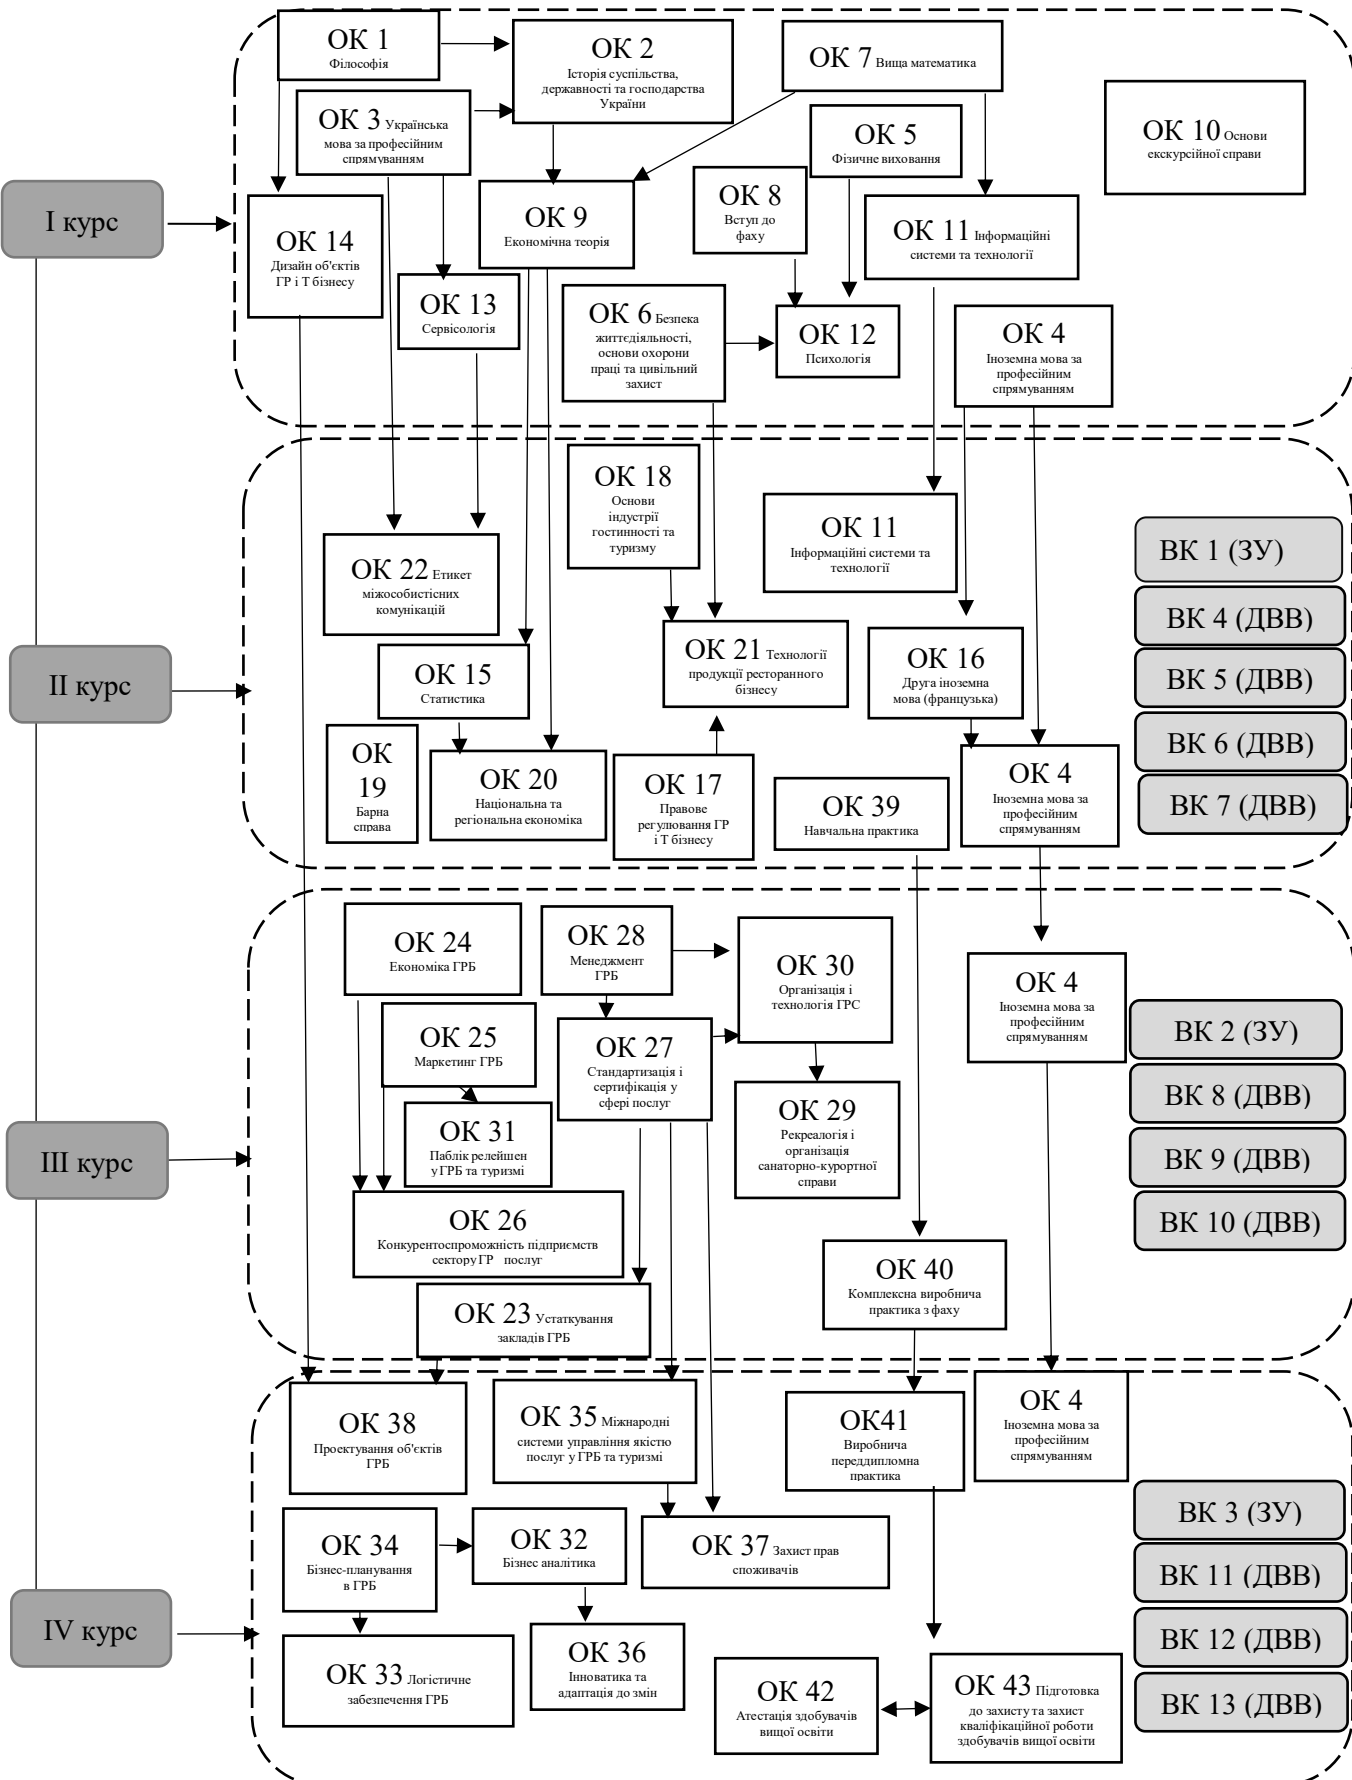 І курс
ОК 1
Філософія
ОК 2
Історія суспільства,
державності та господарства
України
ОК 7 Вища математика
ОК 10 Основи
екскурсійної справи
ОК 3 Українська
мова за професійним
спрямуванням
ОК 5
Фізичне виховання
ОК 8
Вступ до
фаху
ОК 9
Економічна теорія
ОК 11 Інформаційні
системи та технології
ОК 14
Дизайн об'єктів
ГР і Т бізнесу
ОК 13
Сервісологія
ОК 6 Безпека
життєдіяльності,
основи охорони
праці та цивільний
захист
ОК 12
Психологія
ОК 4
Іноземна мова за
професійним
спрямуванням
ІІ курс
ОК 18
Основи
індустрії
гостинності та
туризму
ОК 11
Інформаційні системи та
технології
ОК 22 Етикет
міжособистісних
комунікацій
ОК 21 Технології
продукції ресторанного
бізнесу
ОК 16
Друга іноземна
мова (французька)
ОК 15
Статистика
ОК
19
Барна
справа
ОК 20
Національна та
регіональна економіка
ОК 17
Правове
регулювання ГР
і Т бізнесу
ОК 39
Навчальна практика
ОК 4
Іноземна мова за
професійним
спрямуванням
ВК 1 (ЗУ)
ВК 4 (ДВВ)
ВК 5 (ДВВ)
ВК 6 (ДВВ)
ВК 7 (ДВВ)
ІІІ курс
ОК 24
Економіка ГРБ
ОК 28
Менеджмент
ГРБ
ОК 30
Організація і
технологія ГРС
ОК 4
Іноземна мова за
професійним
спрямуванням
ОК 25
Маркетинг ГРБ
ОК 27
Стандартизація і
сертифікація у
сфері послуг
ОК 31
Паблік релейшен
у ГРБ та туризмі
ОК 29
Рекреалогія і
організація
санаторно-курортної
справи
ОК 26
Конкурентоспроможність підприємств
сектору ГР послуг
ОК 23 Устаткування
закладів ГРБ
ОК 40
Комплексна виробнича
практика з фаху
ВК 2 (ЗУ)
ВК 8 (ДВВ)
ВК 9 (ДВВ)
ВК 10 (ДВВ)
IV курс
ОК 38
Проектування об'єктів
ГРБ
ОК 35 Міжнародні
системи управління якістю
послуг у ГРБ та туризмі
ОК41
Виробнича
переддипломна
практика
ОК 4
Іноземна мова за
професійним
спрямуванням
ОК 34
Бізнес-планування
в ГРБ
ОК 32
Бізнес аналітика
ОК 37 Захист прав
споживачів
ОК 33 Логістичне
забезпечення ГРБ
ОК 36
Інноватика та
адаптація до змін
ОК 42
Атестація здобувачів
вищої освіти
ОК 43 Підготовка
до захисту та захист
кваліфікаційної роботи
здобувачів вищої освіти
ВК 3 (ЗУ)
ВК 11 (ДВВ)
ВК 12 (ДВВ)
ВК 13 (ДВВ)